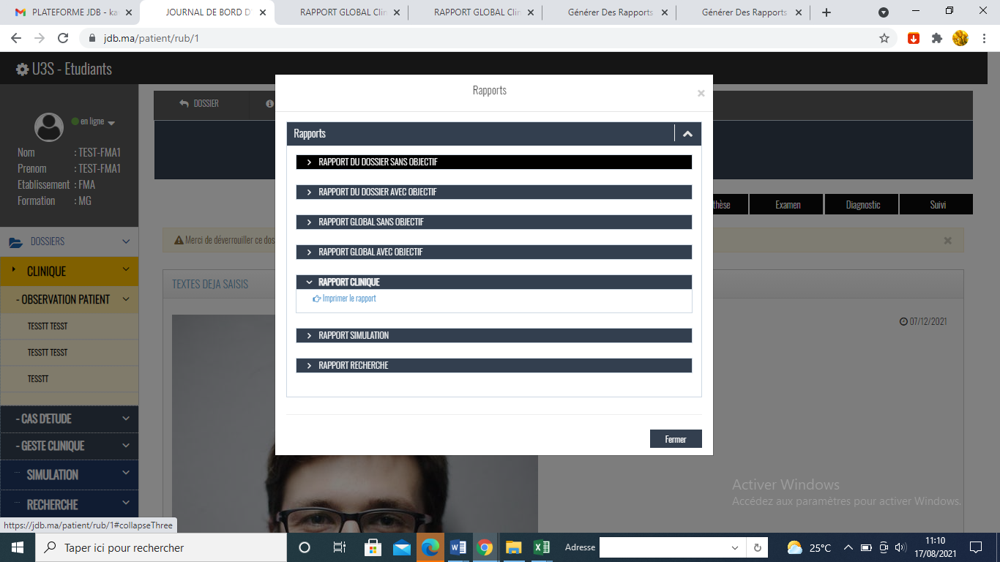 PLATEFORME JDB - ka
JOURNAL DE BORD D
RAPPORT GLOBAL Clin
RAPPORT GLOBAL Clin
Générer Des Rapports
Générer Des Rapports
jdb.ma/patient/rub/1
U3S - Etudiants
en ligne
Nom : TEST-FMA1
Prenom : TEST-FMA1
Etablissement : FMA
Formation : MG
DOSSIERS
CLINIQUE
- OBSERVATION PATIENT
TESSTT TESST
TESSTT TESST
TESSTT
- CAS D'ETUDE
- GESTE CLINIQUE
SIMULATION
RECHERCHE
DOSSIER
thèse
Examen
Diagnostic
Suivi
Merci de déverrouiller ce dos
TEXTES DEJA SAISIS
07/12/2021
Rapports
Rapports
RAPPORT DU DOSSIER SANS OBJECTIF
RAPPORT DU DOSSIER AVEC OBJECTIF
RAPPORT GLOBAL SANS OBJECTIF
RAPPORT GLOBAL AVEC OBJECTIF
RAPPORT CLINIQUE
Imprimer le rapport
RAPPORT SIMULATION
RAPPORT RECHERCHE
Fermer
Activer Windows
Accédez aux paramètres pour activer Windows.
https://jdb.ma/patient/rub/1#collapseThree
Taper ici pour rechercher
Adresse
25°C
11:10
17/08/2021